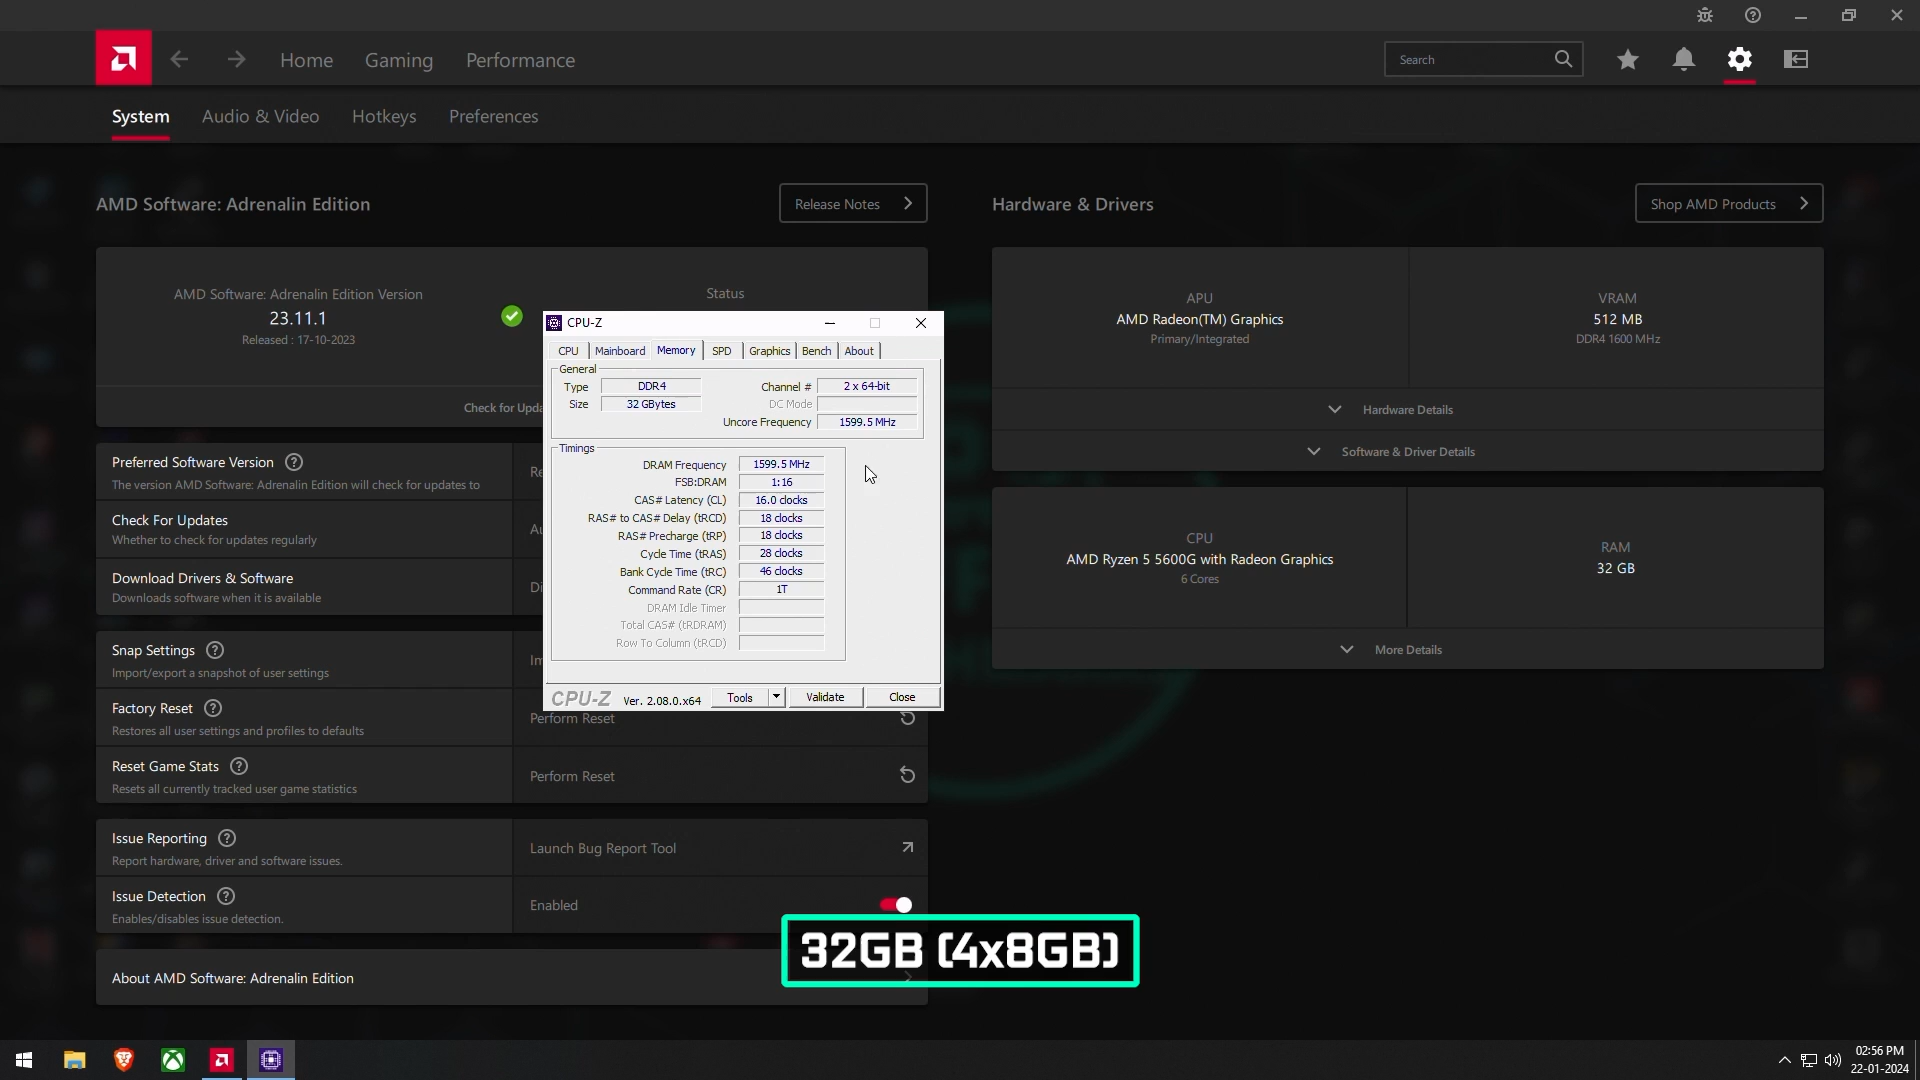 Home
Gaming
Performance
Search
System
Audio & Video
Hotkeys
Preferences
AMD Software: Adrenalin Edition
Release Notes
AMD Software: Adrenalin Edition Version
23.11.1
Released : 17-10-2023
Status
Preferred Software Version
The version AMD Software: Adrenalin Edition will check for updates to
Check For Updates
Whether to check for updates regularly
Download Drivers & Software
Downloads software when it is available
Snap Settings
Import/export a snapshot of user settings
Factory Reset
Restores all user settings and profiles to defaults
Perform Reset
Reset Game Stats
Resets all currently tracked user game statistics
Perform Reset
Issue Reporting
Report hardware, driver and software issues.
Launch Bug Report Tool
Issue Detection
Enables/disables issue detection.
Enabled
About AMD Software: Adrenalin Edition
CPU-Z
CPU
Mainboard
Memory
SPD
Graphics
Bench
About
General
Type DDR4
Channel # 2 x 64-bit
Size 32 GBytes
DC Mode
Uncore Frequency 1599.5 MHz
Timings
DRAM Frequency 1599.5 MHz
FSB:DRAM 1:16
CAS# Latency (CL) 16.0 clocks
RAS# to CAS# Delay (tRCD) 18 clocks
RAS# Precharge (tRP) 18 clocks
Cycle Time (tRAS) 28 clocks
Bank Cycle Time (tRC) 46 clocks
Command Rate (CR) 1T
DRAM Idle Timer
Total CAS# (tRDRAM)
Row To Column (tRCD)
CPU-Z Ver. 2.08.0.x64
Tools
Validate
Close
Hardware & Drivers
Shop AMD Products
APU
AMD Radeon(TM) Graphics
Primary/Integrated
VRAM
512 MB
DDR4 1600 MHz
Hardware Details
Software & Driver Details
CPU
AMD Ryzen 5 5600G with Radeon Graphics
6 Cores
RAM
32 GB
More Details
32GB (4x8GB)
02:56 PM
22-01-2024